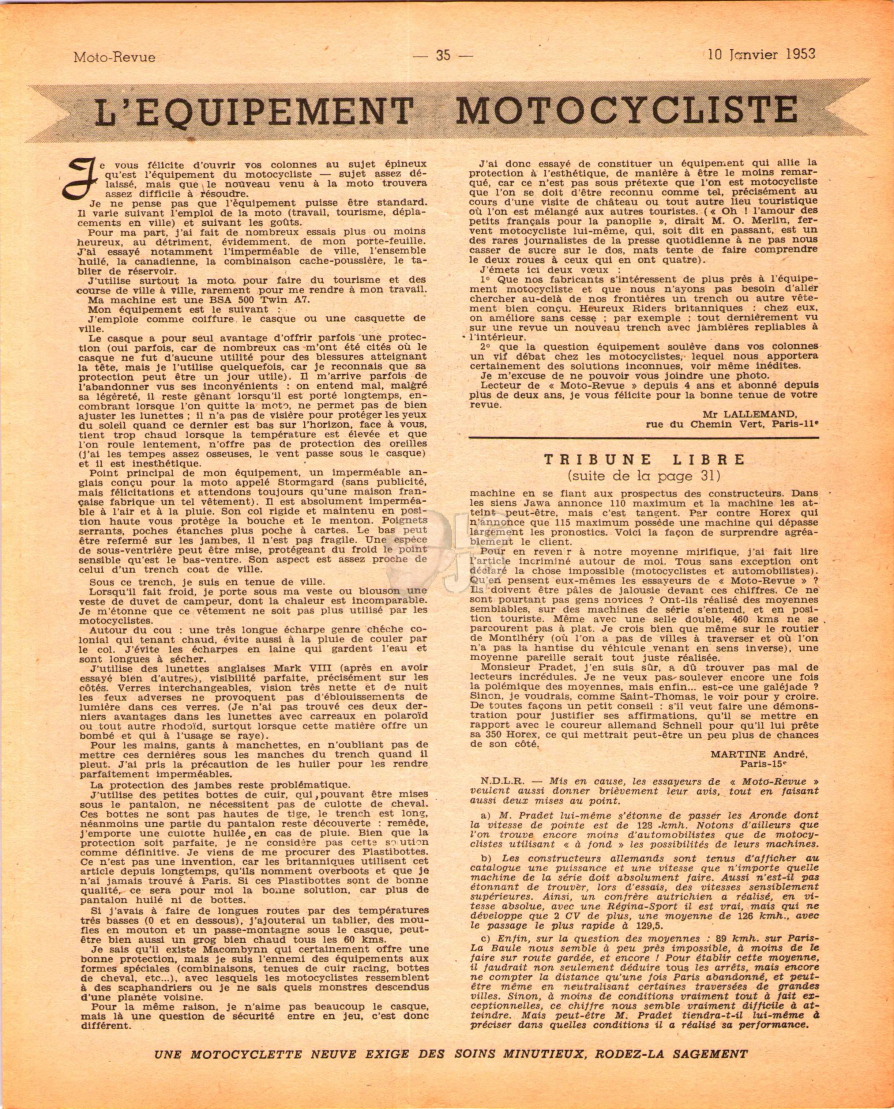 Moto-Revue
— 35 —
10 Janvier 1953
L'EQUIPEMENT MOTOCYCLISTE
Je vous félicite d'ouvrir vos colonnes au sujet épineux
qu'est l'équipement du motocycliste — sujet assez dé-
laissé, mais que le nouveau venu à la moto trouvera
assez difficile à résoudre.
Je ne pense pas que l'équipement puisse être standard.
Il varie suivant l'emploi de la moto (travail, tourisme, dépla-
cements en ville) et suivant les goûts.
Pour ma part, j'ai fait de nombreux essais plus ou moins
heureux, au détriment, évidemment, de mon porte-feuille.
J'ai essayé notamment l'imperméable de ville, l'ensemble
huilé, la canadienne, la combinaison cache-poussière, le ta-
blier de réservoir.
J'utilise surtout la moto pour faire du tourisme et des
course de ville à ville, rarement pour me rendre à mon travail.
Ma machine est une BSA 500 Twin A7.
Mon équipement est le suivant :
J'emploie comme coiffure le casque ou une casquette de
ville.
Le casque a pour seul avantage d'offrir parfois une protec-
tion (oui parfois, car de nombreux cas m'ont été cités où le
casque ne fut d'aucune utilité pour des blessures atteignant
la tête, mais je l'utilise quelquefois, car je reconnais que sa
protection peut être un jour utile). Il m'arrive parfois de
l'abandonner vus ses inconvénients : on entend mal, malgré
sa légèreté, il reste gênant lorsqu'il est porté longtemps, en-
combrant lorsque l'on quitte la moto, ne permet pas de bien
ajuster les lunettes ; il n'a pas de visière pour protéger les yeux
du soleil quand ce dernier est bas sur l'horizon, face à vous,
tient trop chaud lorsque la température est élevée et que
l'on roule lentement, n'offre pas de protection des oreilles
(j'ai les tempes assez osseuses, le vent passe sous le casque)
et il est inesthétique.
Point principal de mon équipement, un imperméable an-
glais conçu pour la moto appelé Stormgard (sans publicité,
mais félicitations et attendons toujours qu'une maison fran-
çaise fabrique un tel vêtement). Il est absolument imperméa-
ble à l'air et à la pluie. Son col rigide et maintenu en posi-
tion haute vous protège la bouche et le menton. Poignets
serrants, poches étanches plus poche à cartes. Le bas peut
être refermé sur les jambes, il n'est pas fragile. Une espèce
de sous-ventrière peut être mise, protégeant du froid le point
sensible qu'est le bas-ventre. Son aspect est assez proche de
celui d'un trench coat de ville.
Sous ce trench, je suis en tenue de ville.
Lorsqu'il fait froid, je porte sous ma veste ou blouson une
veste de duvet de campeur, dont la chaleur est incomparable.
Je m'étonne que ce vêtement ne soit pas plus utilisé par les
motocyclistes.
Autour du cou : une très longue écharpe genre chèche co-
lonial qui tenant chaud, évite aussi à la pluie de couler par
le col. J'évite les écharpes en laine qui gardent l'eau et
sont longues à sécher.
J'utilise des lunettes anglaises Mark VIII (après en avoir
essayé bien d'autres), visibilité parfaite, précisément sur les
côtés. Verres interchangeables, vision très nette et de nuit
les feux adverses ne provoquent pas d'éblouissements de
lumière dans ces verres. (Je n'ai pas trouvé ces deux der-
niers avantages dans les lunettes avec carreaux en polaroïd
ou tout autre rhodoïd, surtout lorsque cette matière offre un
bombé et qui à l'usage se raye).
Pour les mains, gants à manchettes, en n'oubliant pas de
mettre ces dernières sous les manches du trench quand il
pleut. J'ai pris la précaution de les huiler pour les rendre
parfaitement imperméables.
La protection des jambes reste problématique.
J'utilise des petites bottes de cuir, qui, pouvant être mises
sous le pantalon, ne nécessitent pas de culotte de cheval.
Ces bottes ne sont pas hautes de tige, le trench est long,
néanmoins une partie du pantalon reste découverte : remède,
j'emporte une culotte huilée, en cas de pluie. Bien que la
protection soit parfaite, je ne considère pas cette solution
comme définitive. Je viens de me procurer des Plastibottes.
Ce n'est pas une invention, car les britanniques utilisent cet
article depuis longtemps, qu'ils nomment overboots et que je
n'ai jamais trouvé à Paris. Si ces Plastibottes sont de bonne
qualité, ce sera pour moi la bonne solution, car plus de
pantalon huilé ni de bottes.
Si j'avais à faire de longues routes par des températures
très basses (0 et en dessous), j'ajouterai un tablier, des mou-
fles en mouton et un passe-montagne sous le casque, peut-
être bien aussi un grog bien chaud tous les 60 kms.
Je sais qu'il existe Macombynn qui certainement offre une
bonne protection, mais je suis l'ennemi des équipements aux
formes spéciales (combinaisons, tenues de cuir racing, bottes
de cheval, etc...), avec lesquels les motocyclistes ressemblent
à des scaphandriers ou je ne sais quels monstres descendus
d'une planète voisine.
Pour la même raison, je n'aime pas beaucoup le casque,
mais là une question de sécurité entre en jeu, c'est donc
différent.
J'ai donc essayé de constituer un équipement qui allie la
protection à l'esthétique, de manière à être le moins remar-
qué, car ce n'est pas sous prétexte que l'on est motocycliste
que l'on se doit d'être reconnu comme tel, précisément au
cours d'une visite de château ou tout autre lieu touristique
où l'on est mélangé aux autres touristes. (« Oh ! l'amour des
petits français pour la panoplie », dirait M. O. Merlin, fer-
vent motocycliste lui-même, qui, soit dit en passant, est un
des rares journalistes de la presse quotidienne à ne pas nous
casser de sucre sur le dos, mais tente de faire comprendre
le deux roues à ceux qui en ont quatre).
J'émets ici deux vœux :
1° Que nos fabricants s'intéressent de plus près à l'équipe-
ment motocycliste et que nous n'ayons pas besoin d'aller
chercher au-delà de nos frontières un trench ou autre vête-
ment bien conçu. Heureux Riders britanniques : chez eux,
on améliore sans cesse ; par exemple : tout dernièrement vu
sur une revue un nouveau trench avec jambières repliables à
l'intérieur.
2° que la question équipement soulève dans vos colonnes
un vif débat chez les motocyclistes, lequel nous apportera
certainement des solutions inconnues, voir même inédites.
Je m'excuse de ne pouvoir vous joindre une photo.
Lecteur de « Moto-Revue » depuis 4 ans et abonné depuis
plus de deux ans, je vous félicite pour la bonne tenue de votre
revue.
Mr LALLEMAND,
rue du Chemin Vert, Paris-11e
TRIBUNE LIBRE
(suite de la page 31)
machine en se fiant aux prospectus des constructeurs. Dans
les siens Jawa annonce 110 maximum et la machine les at-
teint peut-être, mais c'est tangent. Par contre Horex qui
n'annonce que 115 maximum possède une machine qui dépasse
largement les pronostics. Voici la façon de surprendre agréa-
blement le client.
Pour en revenir à notre moyenne mirifique, j'ai fait lire
l'article incriminé autour de moi. Tous sans exception ont
déclaré la chose impossible (motocyclistes et automobilistes).
Qu'en pensent eux-mêmes les essayeurs de « Moto-Revue » ?
Ils doivent être pâles de jalousie devant ces chiffres. Ce ne
sont pourtant pas gens novices ? Ont-ils réalisé des moyennes
semblables, sur des machines de série s'entend, et en posi-
tion touriste. Même avec une selle double, 460 kms ne se
parcourent pas à plat. Je crois bien que même sur le routier
de Montlhéry (où l'on a pas de villes à traverser et où l'on
n'a pas la hantise du véhicule venant en sens inverse), une
moyenne pareille serait tout juste réalisée.
Monsieur Pradet, j'en suis sûr, a dû trouver pas mal de
lecteurs incrédules. Je ne veux pas soulever encore une fois
la polémique des moyennes, mais enfin... est-ce une galéjade ?
Sinon, je voudrais, comme Saint-Thomas, le voir pour y croire.
De toutes façons un petit conseil : s'il veut faire une démons-
tration pour justifier ses affirmations, qu'il se mettre en
rapport avec le coureur allemand Schnell pour qu'il lui prête
sa 350 Horex, ce qui mettrait peut-être un peu plus de chances
de son côté.
MARTINE André,
Paris-15e
N.D.L.R. — Mis en cause, les essayeurs de « Moto-Revue »
veulent aussi donner brièvement leur avis, tout en faisant
aussi deux mises au point.
a) M. Pradet lui-même s'étonne de passer les Aronde dont
la vitesse de pointe est de 128 kmh. Notons d'ailleurs que
l'on trouve encore moins d'automobilistes que de motocy-
clistes utilisant « à fond » les possibilités de leurs machines.
b) Les constructeurs allemands sont tenus d'afficher au
catalogue une puissance et une vitesse que n'importe quelle
machine de la série doit absolument faire. Aussi n'est-il pas
étonnant de trouver, lors d'essais, des vitesses sensiblement
supérieures. Ainsi, un confrère autrichien a réalisé, en vi-
tesse absolue, avec une Régina-Sport il est vrai, mais qui ne
développe que 2 CV de plus, une moyenne de 126 kmh., avec
le passage le plus rapide à 129,5.
c) Enfin, sur la question des moyennes : 89 kmh. sur Paris-
La Baule nous semble à peu près impossible, à moins de le
faire sur route gardée, et encore ! Pour établir cette moyenne,
il faudrait non seulement déduire tous les arrêts, mais encore
ne compter la distance qu'une fois Paris abandonné, et peut-
être même en neutralisant certaines traversées de grandes
villes. Sinon, à moins de conditions vraiment tout à fait ex-
ceptionnelles, ce chiffre nous semble vraiment difficile à at-
teindre. Mais peut-être M. Pradet tiendra-t-il lui-même à
préciser dans quelles conditions il a réalisé sa performance.
UNE MOTOCYCLETTE NEUVE EXIGE DES SOINS MINUTIEUX, RODEZ-LA SAGEMENT